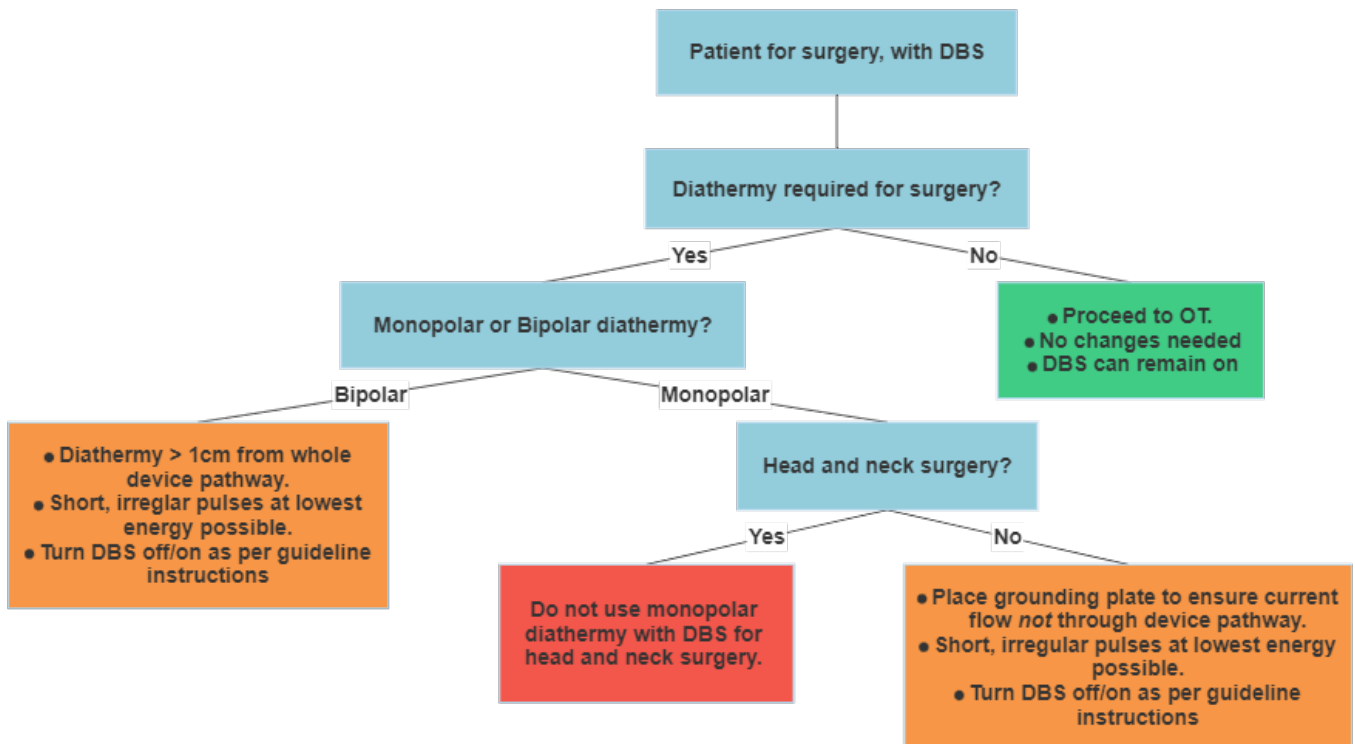 Patient for surgery, with DBS
Diathermy required for surgery?
Yes
No
Monopolar or Bipolar diathermy?
● Proceed to OT.
● No changes needed
● DBS can remain on
Bipolar
Monopolar
● Diathermy > 1cm from whole
device pathway.
● Short, irreglar pulses at lowest
energy possible.
● Turn DBS off/on as per guideline
instructions
Head and neck surgery?
Yes
No
Do not use monopolar
diathermy with DBS for
head and neck surgery.
● Place grounding plate to ensure current
flow not through device pathway.
● Short, irregular pulses at lowest energy
possible.
● Turn DBS off/on as per guideline
instructions